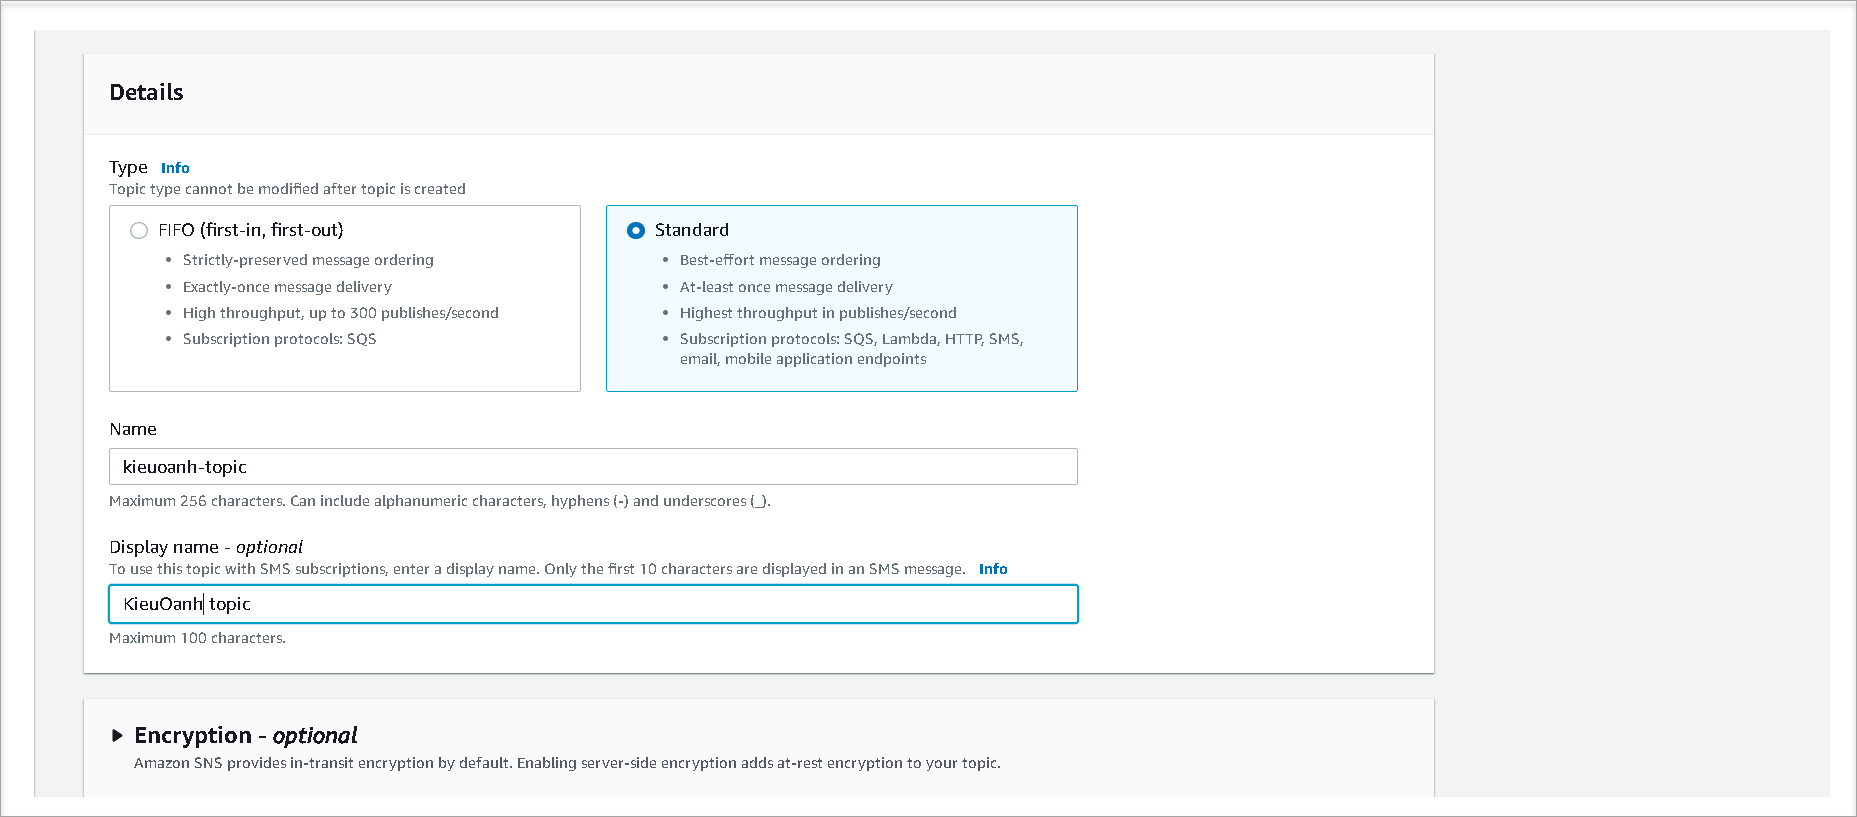 Details
Type Info
Topic type cannot be modified after topic is created
FIFO (first-in, first-out)
• Strictly-preserved message ordering
• Exactly-once message delivery
• High throughput, up to 300 publishes/second
• Subscription protocols: SQS
Standard
• Best-effort message ordering
• At-least once message delivery
• Highest throughput in publishes/second
• Subscription protocols: SQS, Lambda, HTTP, SMS,
email, mobile application endpoints
Name
kieuoanh-topic
Maximum 256 characters. Can include alphanumeric characters, hyphens (-) and underscores (_).
Display name - optional
To use this topic with SMS subscriptions, enter a display name. Only the first 10 characters are displayed in an SMS message. Info
KieuOanh topic
Maximum 100 characters.
Encryption - optional
Amazon SNS provides in-transit encryption by default. Enabling server-side encryption adds at-rest encryption to your topic.